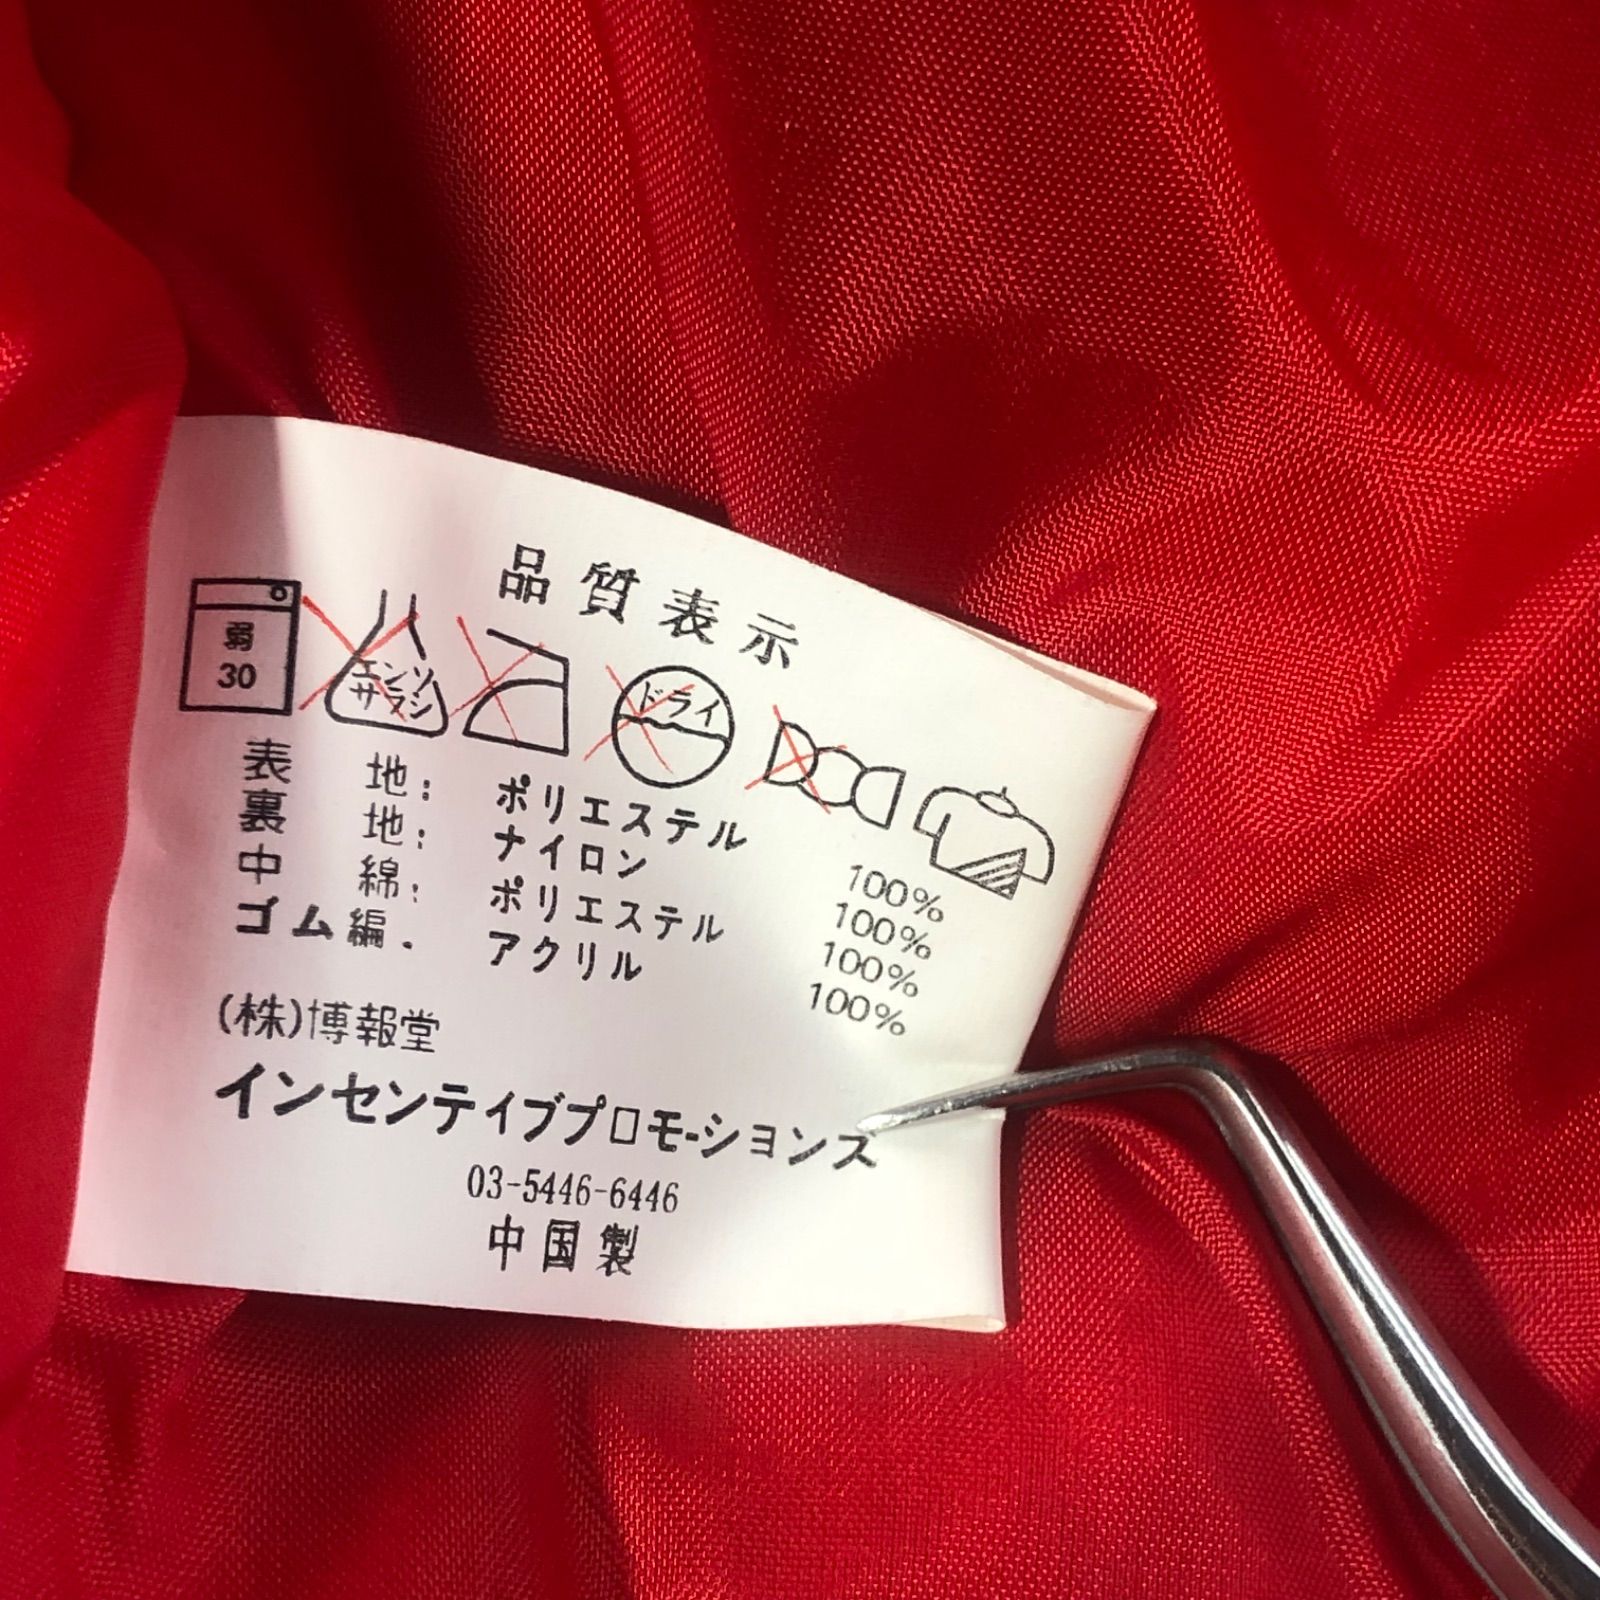 品質表示
弱 30
エンソ サラシ
ドライ
表 地: ポリエステル 100%
裏 地: ナイロン 100%
中 綿: ポリエステル 100%
ゴム編. アクリル 100%
(株)博報堂
インセンティブプロモーションズ
03-5446-6446
中国製